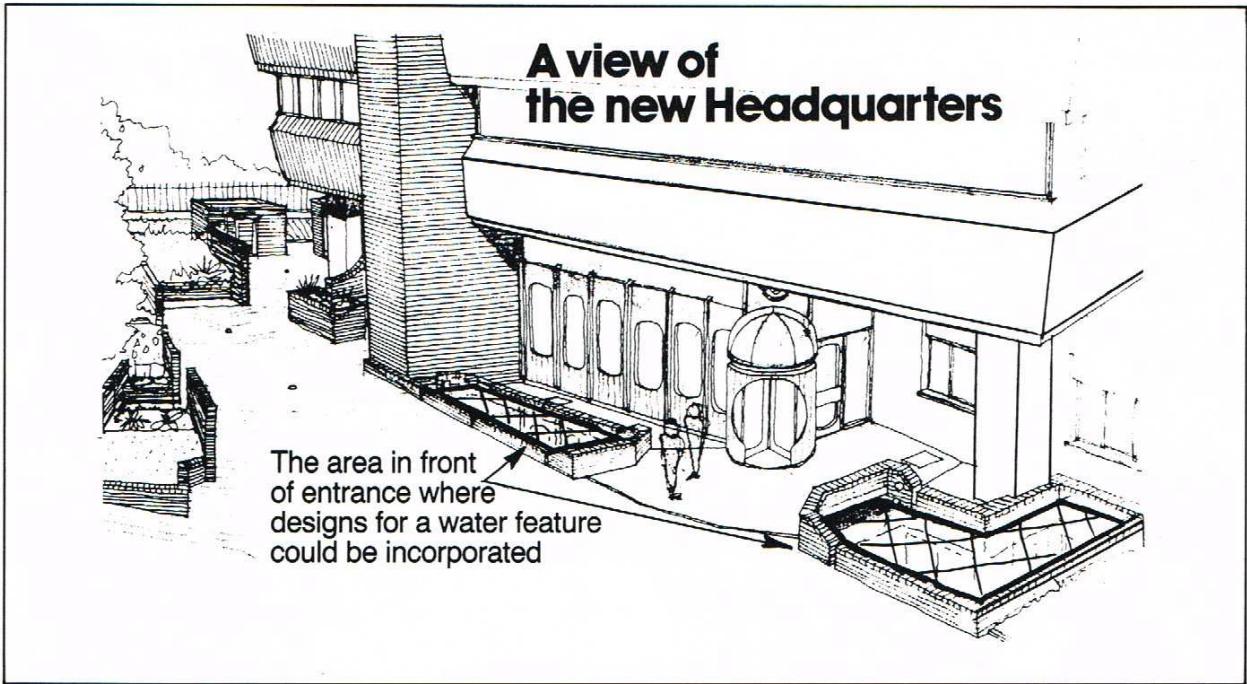 A view of
the new Headquarters
The area in front
of entrance where
designs for a water feature
could be incorporated